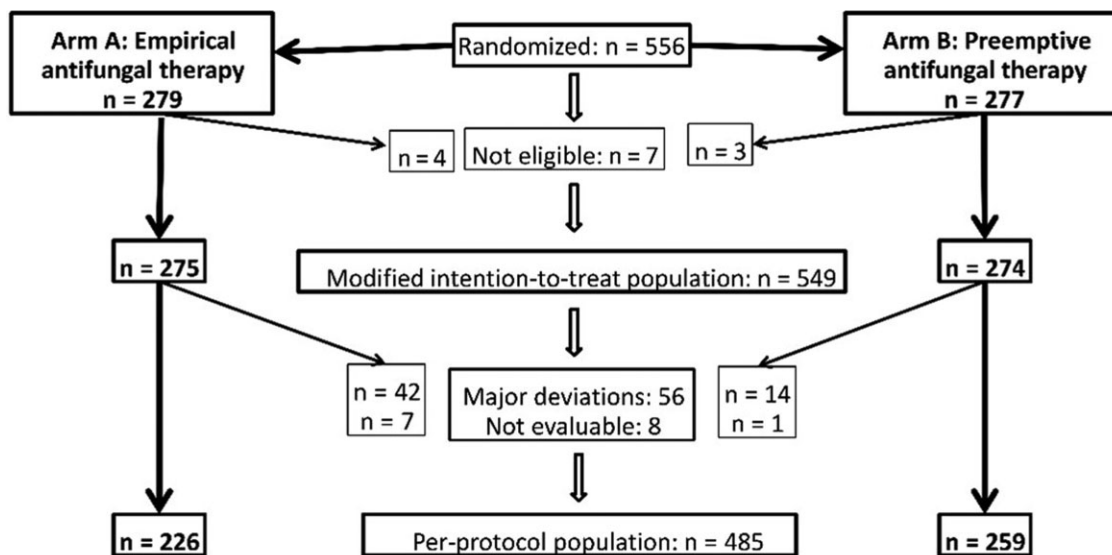 Arm A: Empirical
antifungal therapy
n = 279
Randomized: n = 556
Arm B: Preemptive
antifungal therapy
n = 277
n = 4
Not eligible: n = 7
n = 3
n = 275
Modified intention-to-treat population: n = 549
n = 274
n = 42
n = 7
Major deviations: 56
Not evaluable: 8
n = 14
n = 1
n = 226
Per-protocol population: n = 485
n = 259